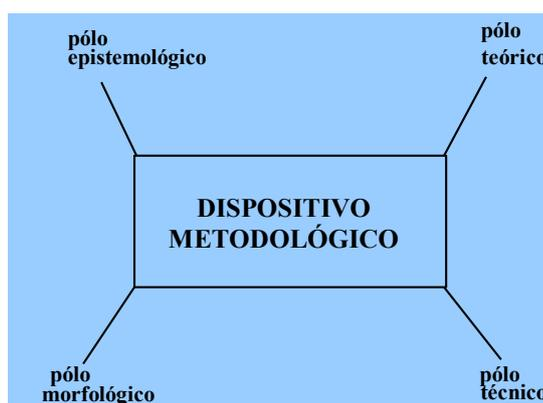 pólo
epistemológico
pólo
teórico
DISPOSITIVO
METODOLÓGICO
pólo
morfológico
pólo
técnico